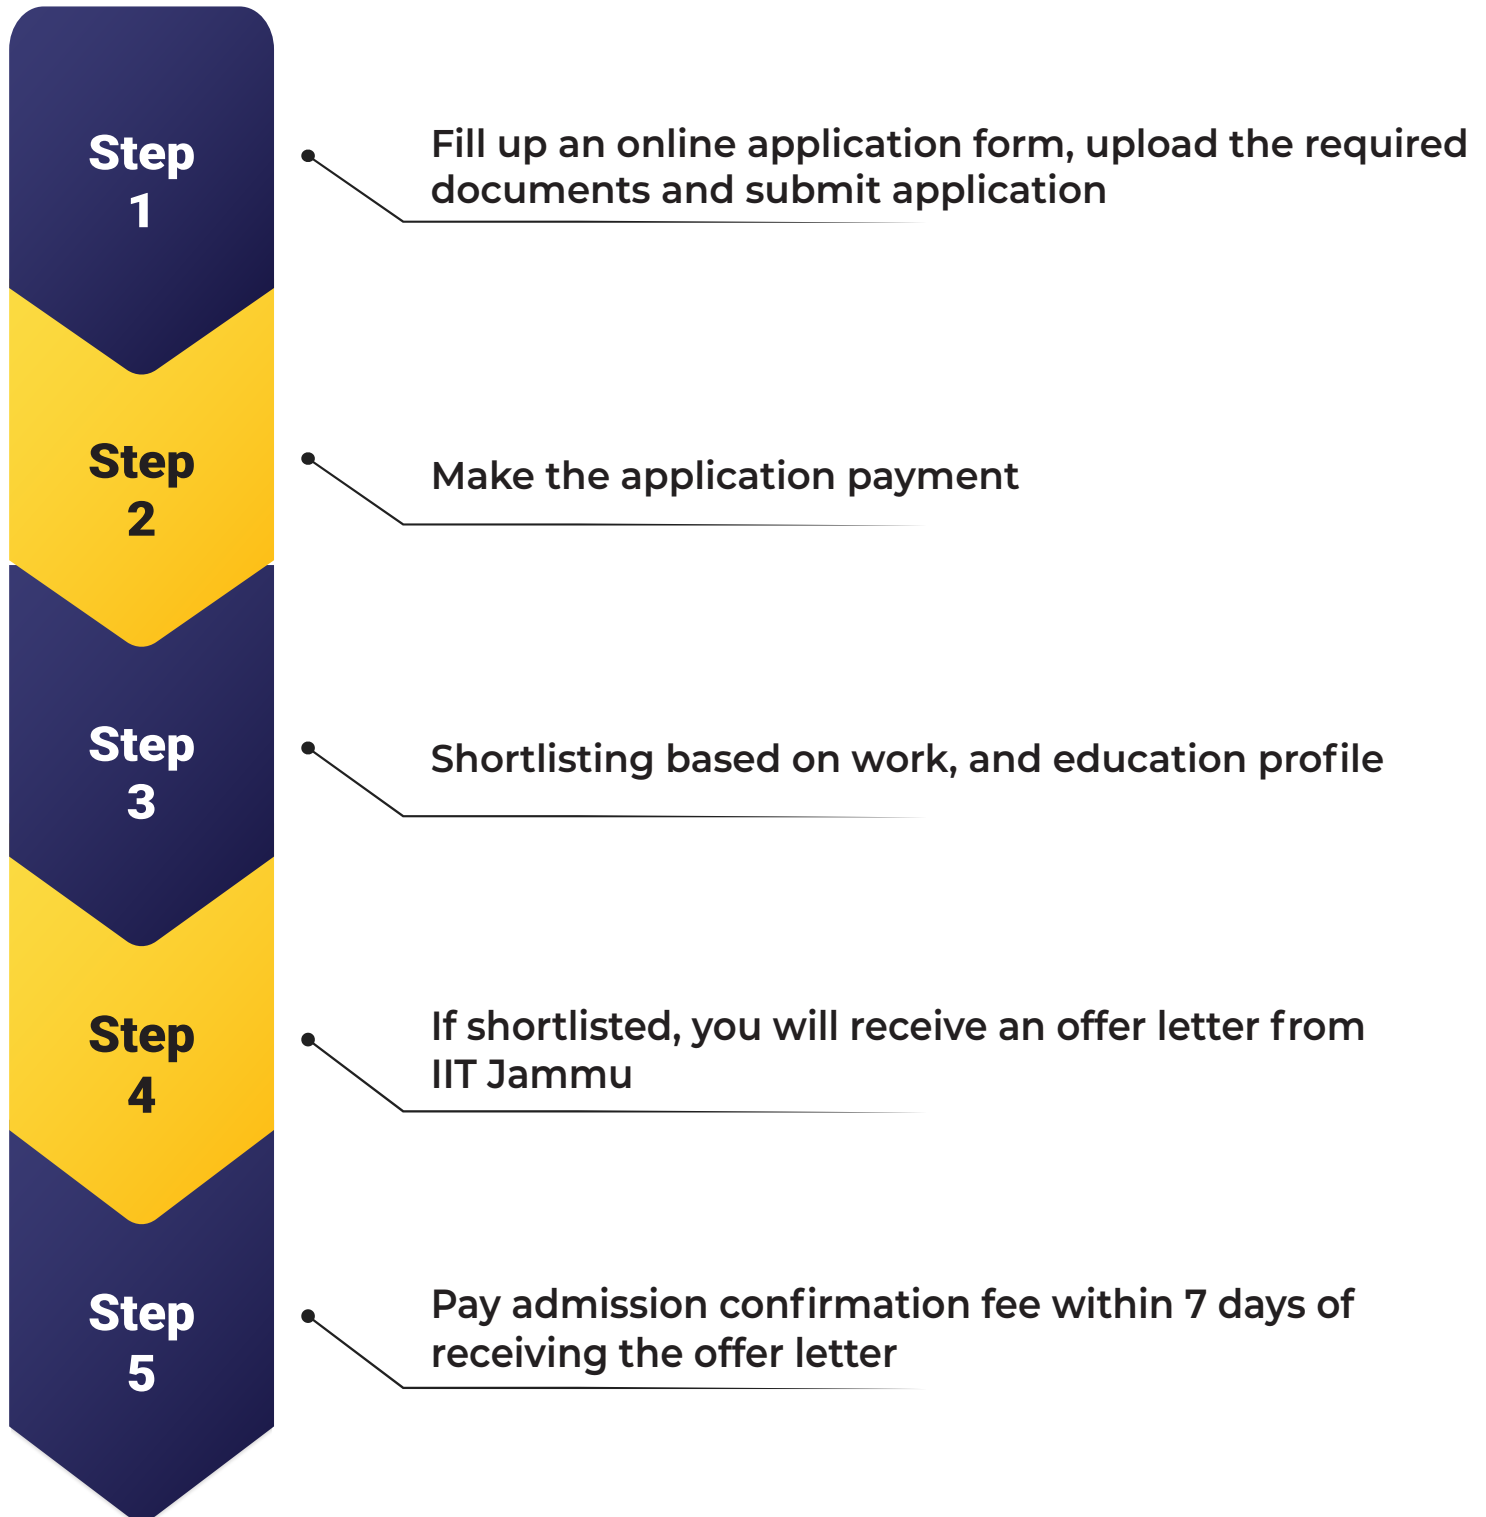 Step
1
Fill up an online application form, upload the required
documents and submit application
Step
2
Make the application payment
Step
3
Shortlisting based on work, and education profile
Step
4
If shortlisted, you will receive an offer letter from
IIT Jammu
Step
5
Pay admission confirmation fee within 7 days of
receiving the offer letter